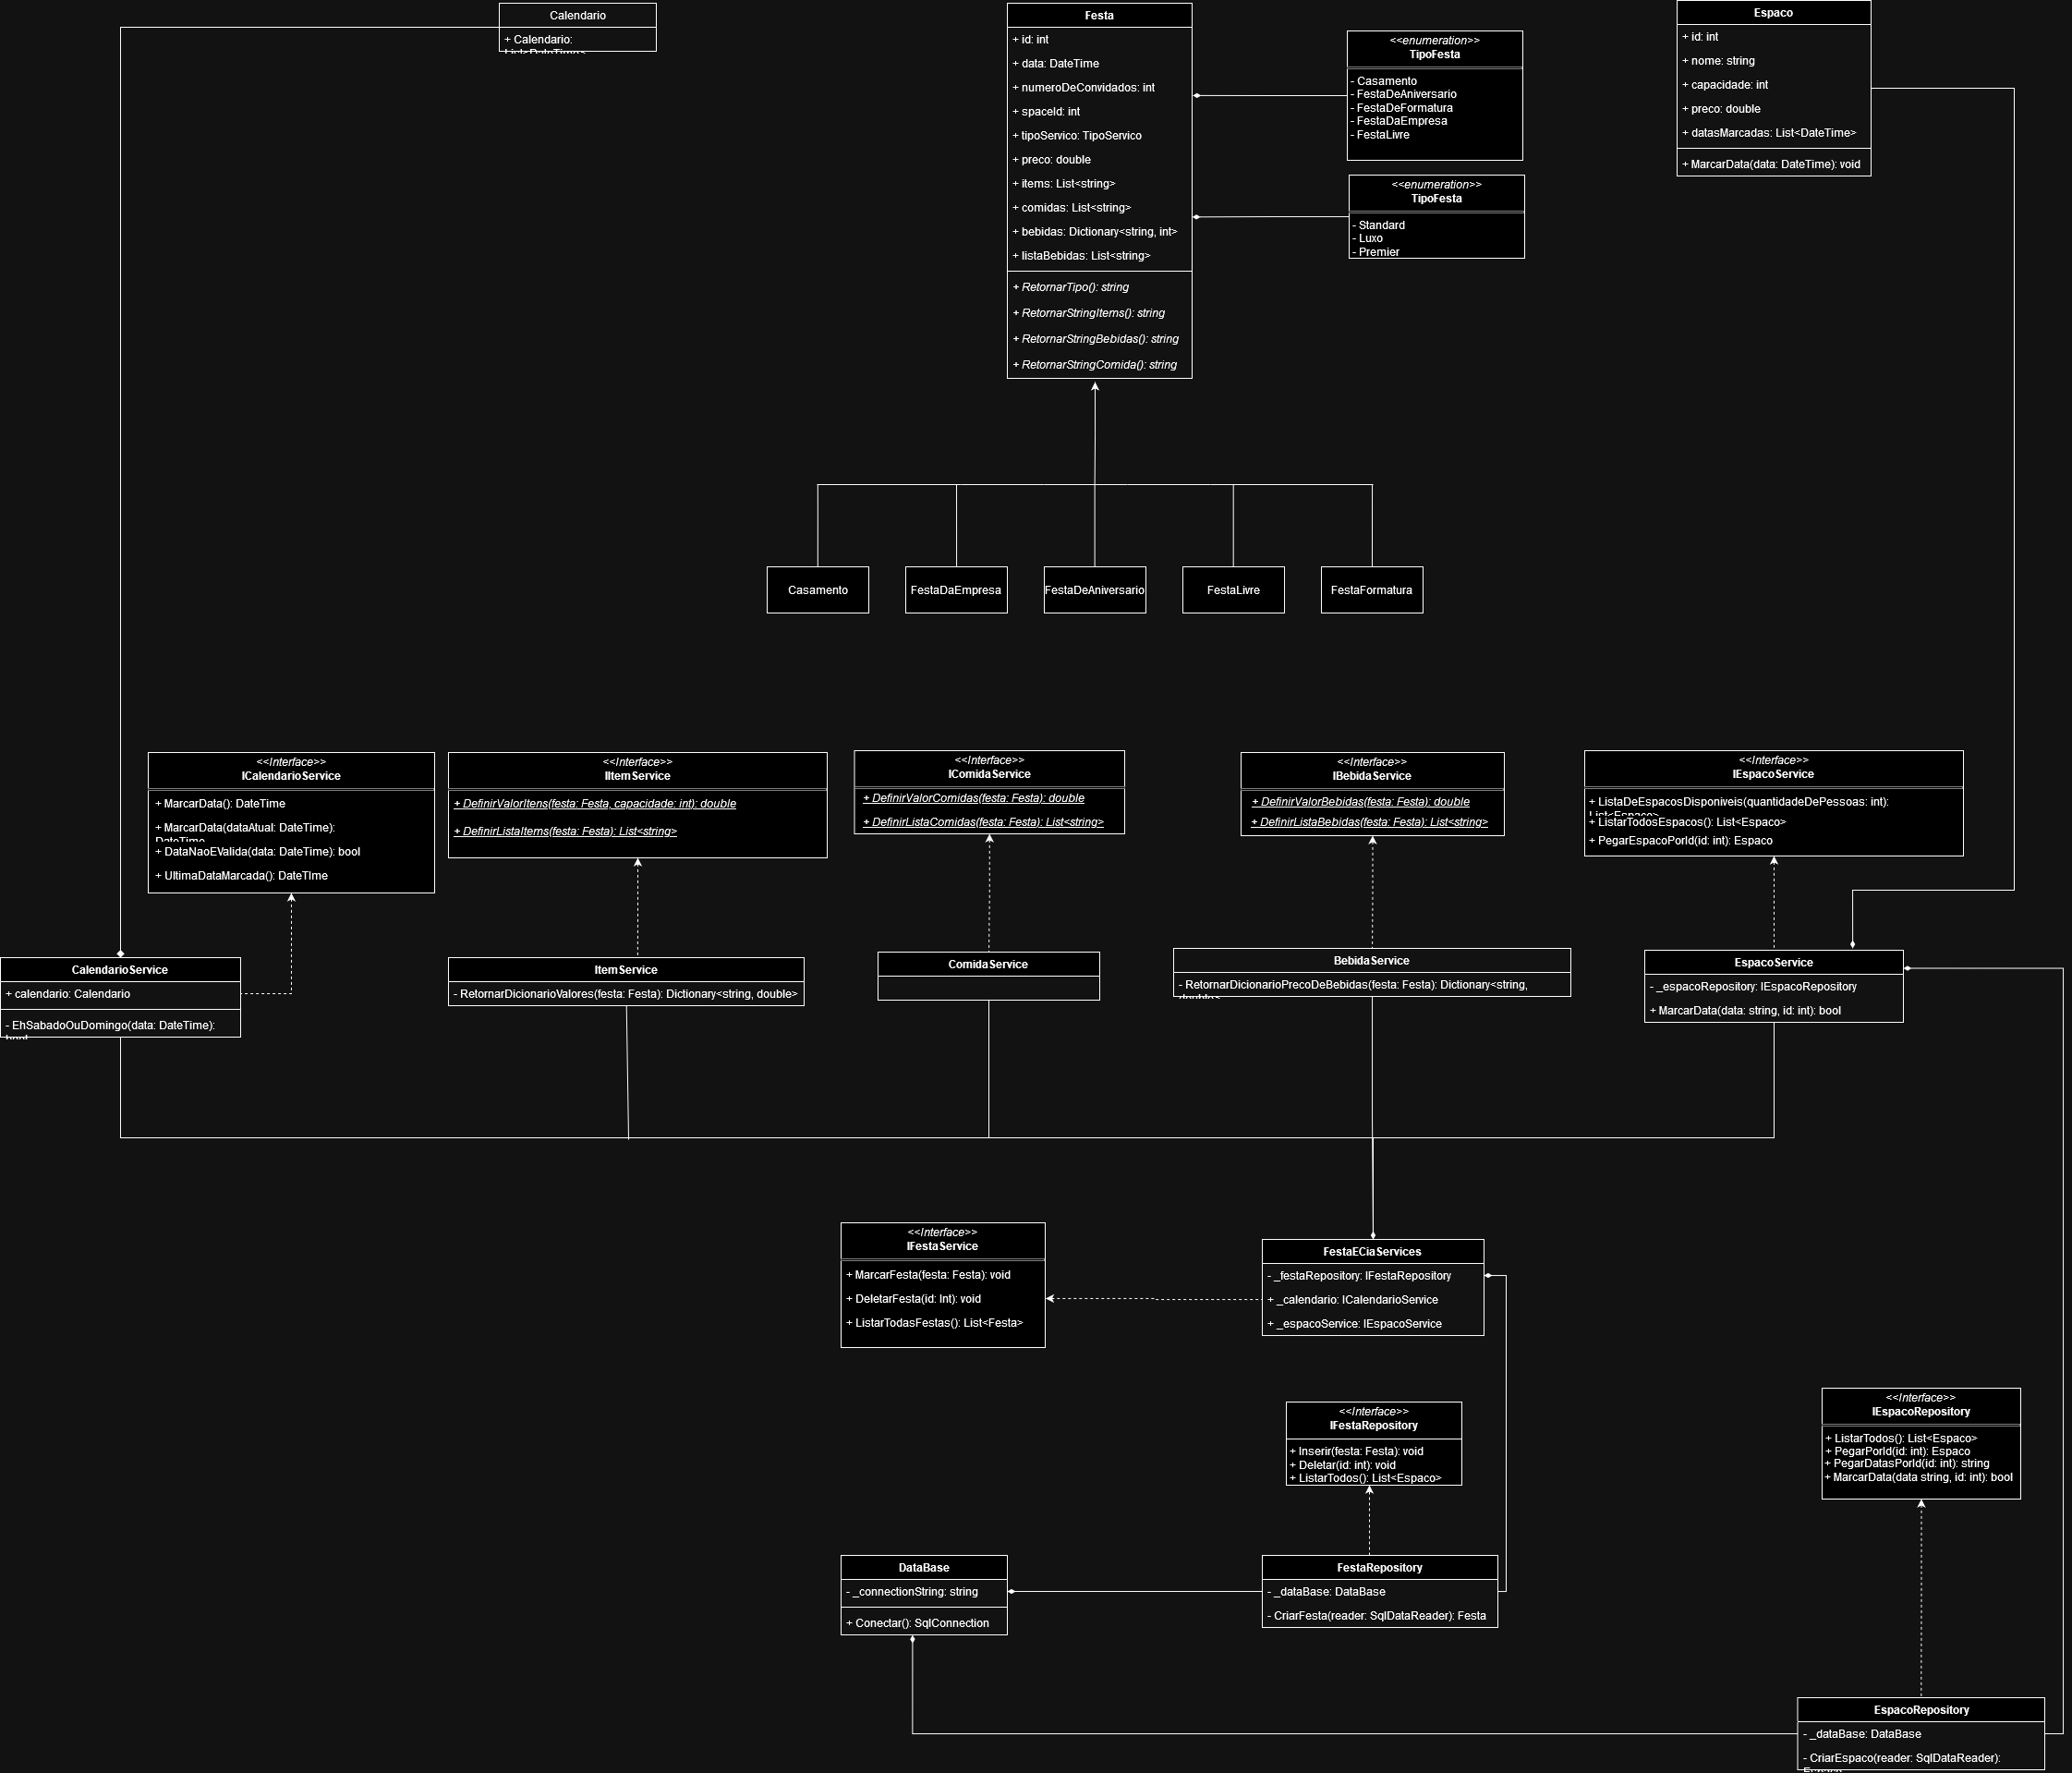 Calendario
+ Calendario:
List<DateTime>
Festa
+ id: int
+ data: DateTime
+ numeroDeConvidados: int
+ spaceId: int
+ tipoServico: TipoServico
+ preco: double
+ items: List<string>
+ comidas: List<string>
+ bebidas: Dictionary<string, int>
+ listaBebidas: List<string>
+ RetornarTipo(): string
+ RetornarStringItems(): string
+ RetornarStringBebidas(): string
+ RetornarStringComida(): string
<<enumeration>>
TipoFesta
- Casamento
- FestaDeAniversario
- FestaDeFormatura
- FestaDaEmpresa
- FestaLivre
<<enumeration>>
TipoFesta
- Standard
- Luxo
- Premier
Espaco
+ id: int
+ nome: string
+ capacidade: int
+ preco: double
+ datasMarcadas: List<DateTime>
+ MarcarData(data: DateTime): void
Casamento
FestaDaEmpresa
FestaDeAniversario
FestaLivre
FestaFormatura
<<Interface>>
ICalendarioService
+ MarcarData(): DateTime
+ MarcarData(dataAtual: DateTime):
DateTime
+ DataNaoEValida(data: DateTime): bool
+ UltimaDataMarcada(): DateTIme
<<Interface>>
IItemService
+ DefinirValorItens(festa: Festa, capacidade: int): double
+ DefinirListaItems(festa: Festa): List<string>
<<Interface>>
IComidaService
+ DefinirValorComidas(festa: Festa): double
+ DefinirListaComidas(festa: Festa): List<string>
<<Interface>>
IBebidaService
+ DefinirValorBebidas(festa: Festa): double
+ DefinirListaBebidas(festa: Festa): List<string>
<<Interface>>
IEspacoService
+ ListaDeEspacosDisponiveis(quantidadeDePessoas: int):
List<Espaco>
+ ListarTodosEspacos(): List<Espaco>
+ PegarEspacoPorId(id: int): Espaco
CalendarioService
+ calendario: Calendario
- EhSabadoOuDomingo(data: DateTime):
bool
ItemService
- RetornarDicionarioValores(festa: Festa): Dictionary<string, double>
ComidaService
BebidaService
- RetornarDicionarioPrecoDeBebidas(festa: Festa): Dictionary<string,
double>
EspacoService
- _espacoRepository: IEspacoRepository
+ MarcarData(data: string, id: int): bool
<<Interface>>
IFestaService
+ MarcarFesta(festa: Festa): void
+ DeletarFesta(id: Int): void
+ ListarTodasFestas(): List<Festa>
FestaECiaServices
- _festaRepository: IFestaRepository
+ _calendario: ICalendarioService
+ _espacoService: IEspacoService
<<Interface>>
IFestaRepository
+ Inserir(festa: Festa): void
+ Deletar(id: int): void
+ ListarTodos(): List<Espaco>
<<Interface>>
IEspacoRepository
+ ListarTodos(): List<Espaco>
+ PegarPorId(id: int): Espaco
+ PegarDatasPorId(id: int): string
+ MarcarData(data string, id: int): bool
DataBase
- _connectionString: string
+ Conectar(): SqlConnection
FestaRepository
- _dataBase: DataBase
- CriarFesta(reader: SqlDataReader): Festa
EspacoRepository
- _dataBase: DataBase
- CriarEspaco(reader: SqlDataReader):
Espaco